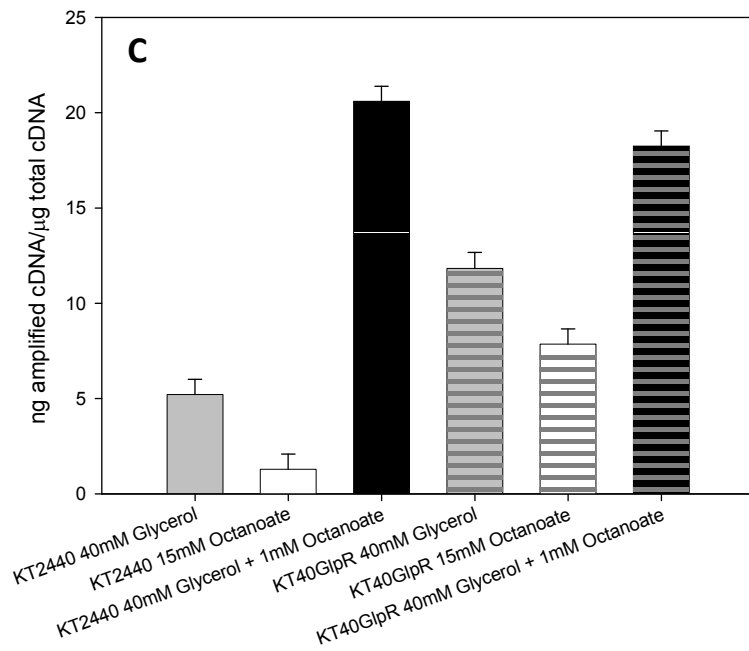 C
ng amplified cDNA/µg total cDNA
25
20
15
10
5
0
KT2440 40mM Glycerol
KT2440 15mM Octanoate
KT2440 40mM Glycerol + 1mM Octanoate
KT40GlpR 40mM Glycerol
KT40GlpR 15mM Octanoate
KT40GlpR 40mM Glycerol + 1mM Octanoate